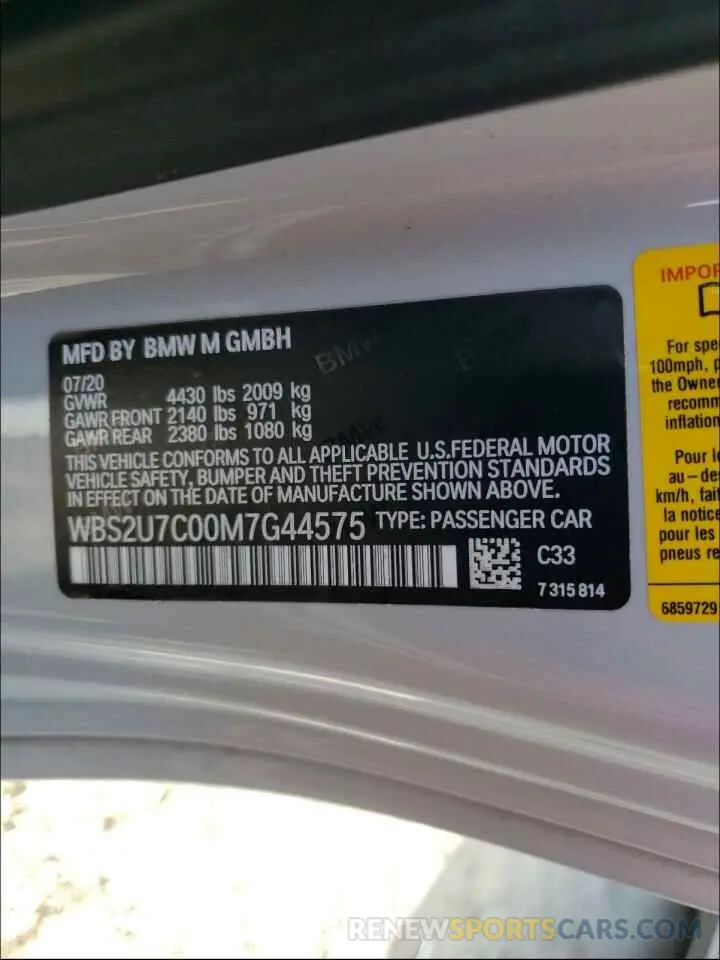 MFD BY BMW M GMBH
07/20
GVWR 4430 lbs 2009 kg
GAWR FRONT 2140 lbs 971 kg
GAWR REAR 2380 lbs 1080 kg
THIS VEHICLE CONFORMS TO ALL APPLICABLE U.S.FEDERAL MOTOR
VEHICLE SAFETY, BUMPER AND THEFT PREVENTION STANDARDS
IN EFFECT ON THE DATE OF MANUFACTURE SHOWN ABOVE.
WBS2U7C00M7G44575 TYPE: PASSENGER CAR
C33
7 315 814
IMPOR
For spe
100mph, p
the Owne
recomm
inflation
Pour l
au-de
km/h, fai
la notice
pour les
pneus re
6859729
RENEWSPORTSCARS.COM